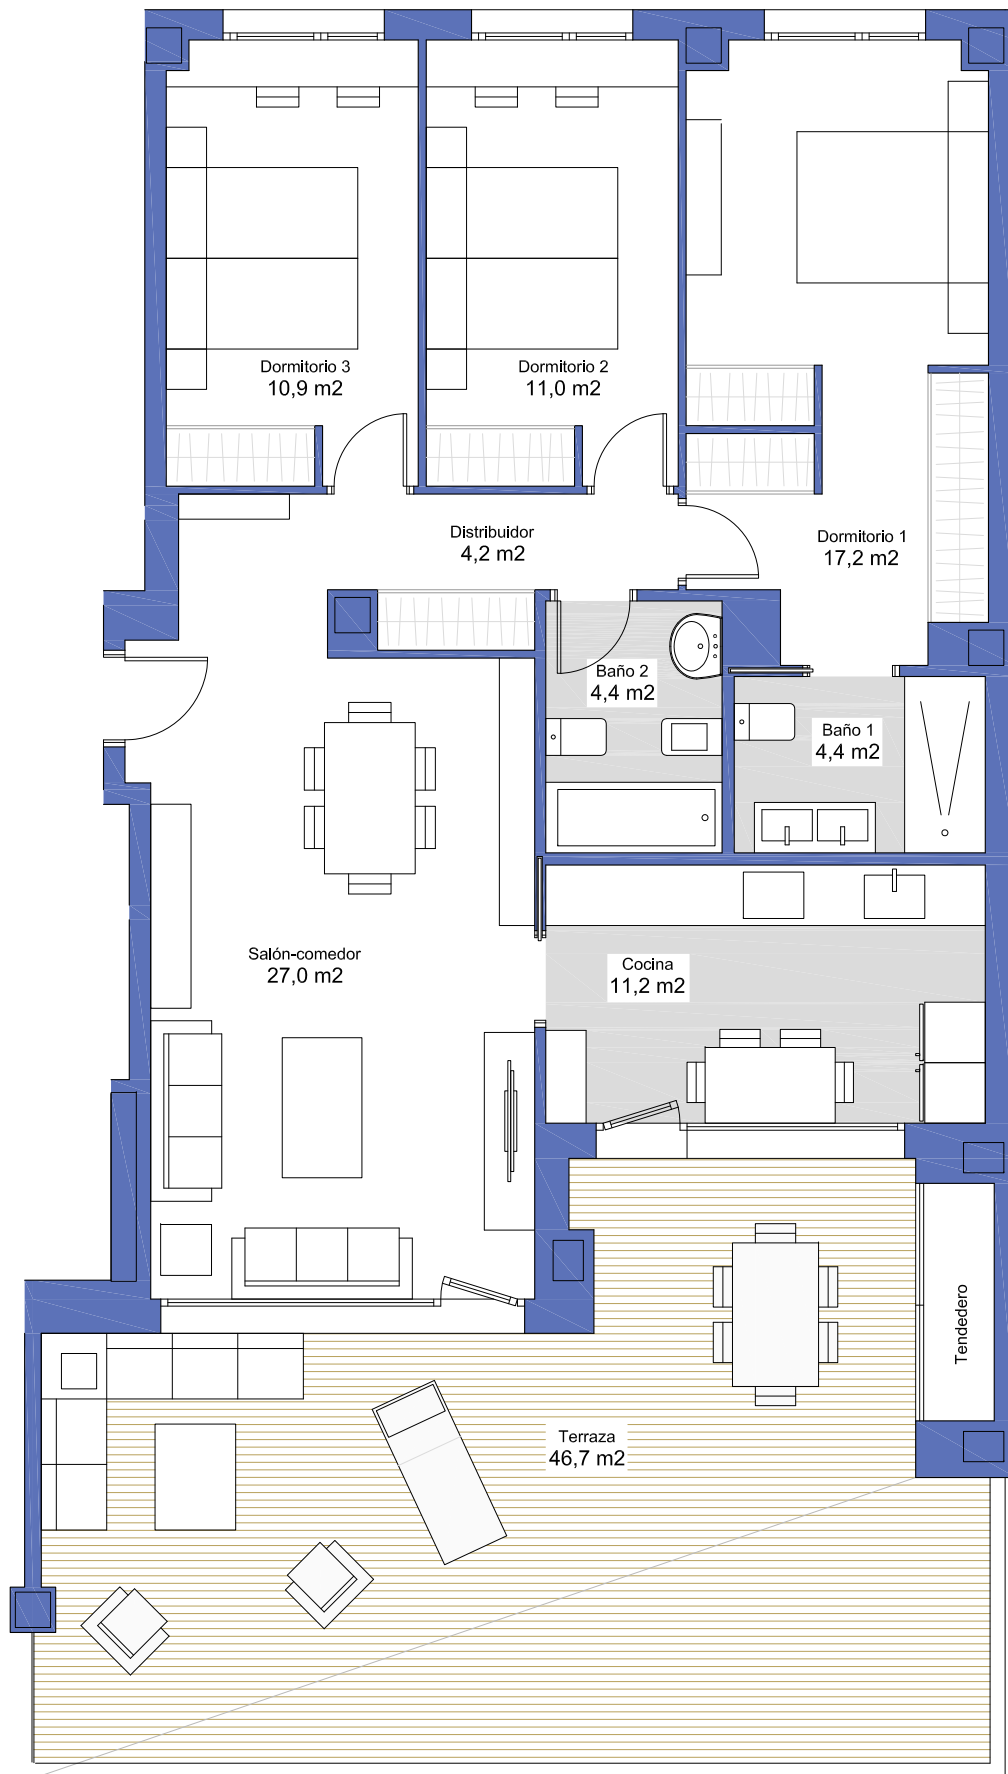 Dormitorio 3
10,9 m2
Dormitorio 2
11,0 m2
Distribuidor
4,2 m2
Dormitorio 1
17,2 m2
Baño 2
4,4 m2
Baño 1
4,4 m2
Salón-comedor
27,0 m2
Cocina
11,2 m2
Tendedero
Terraza
46,7 m2